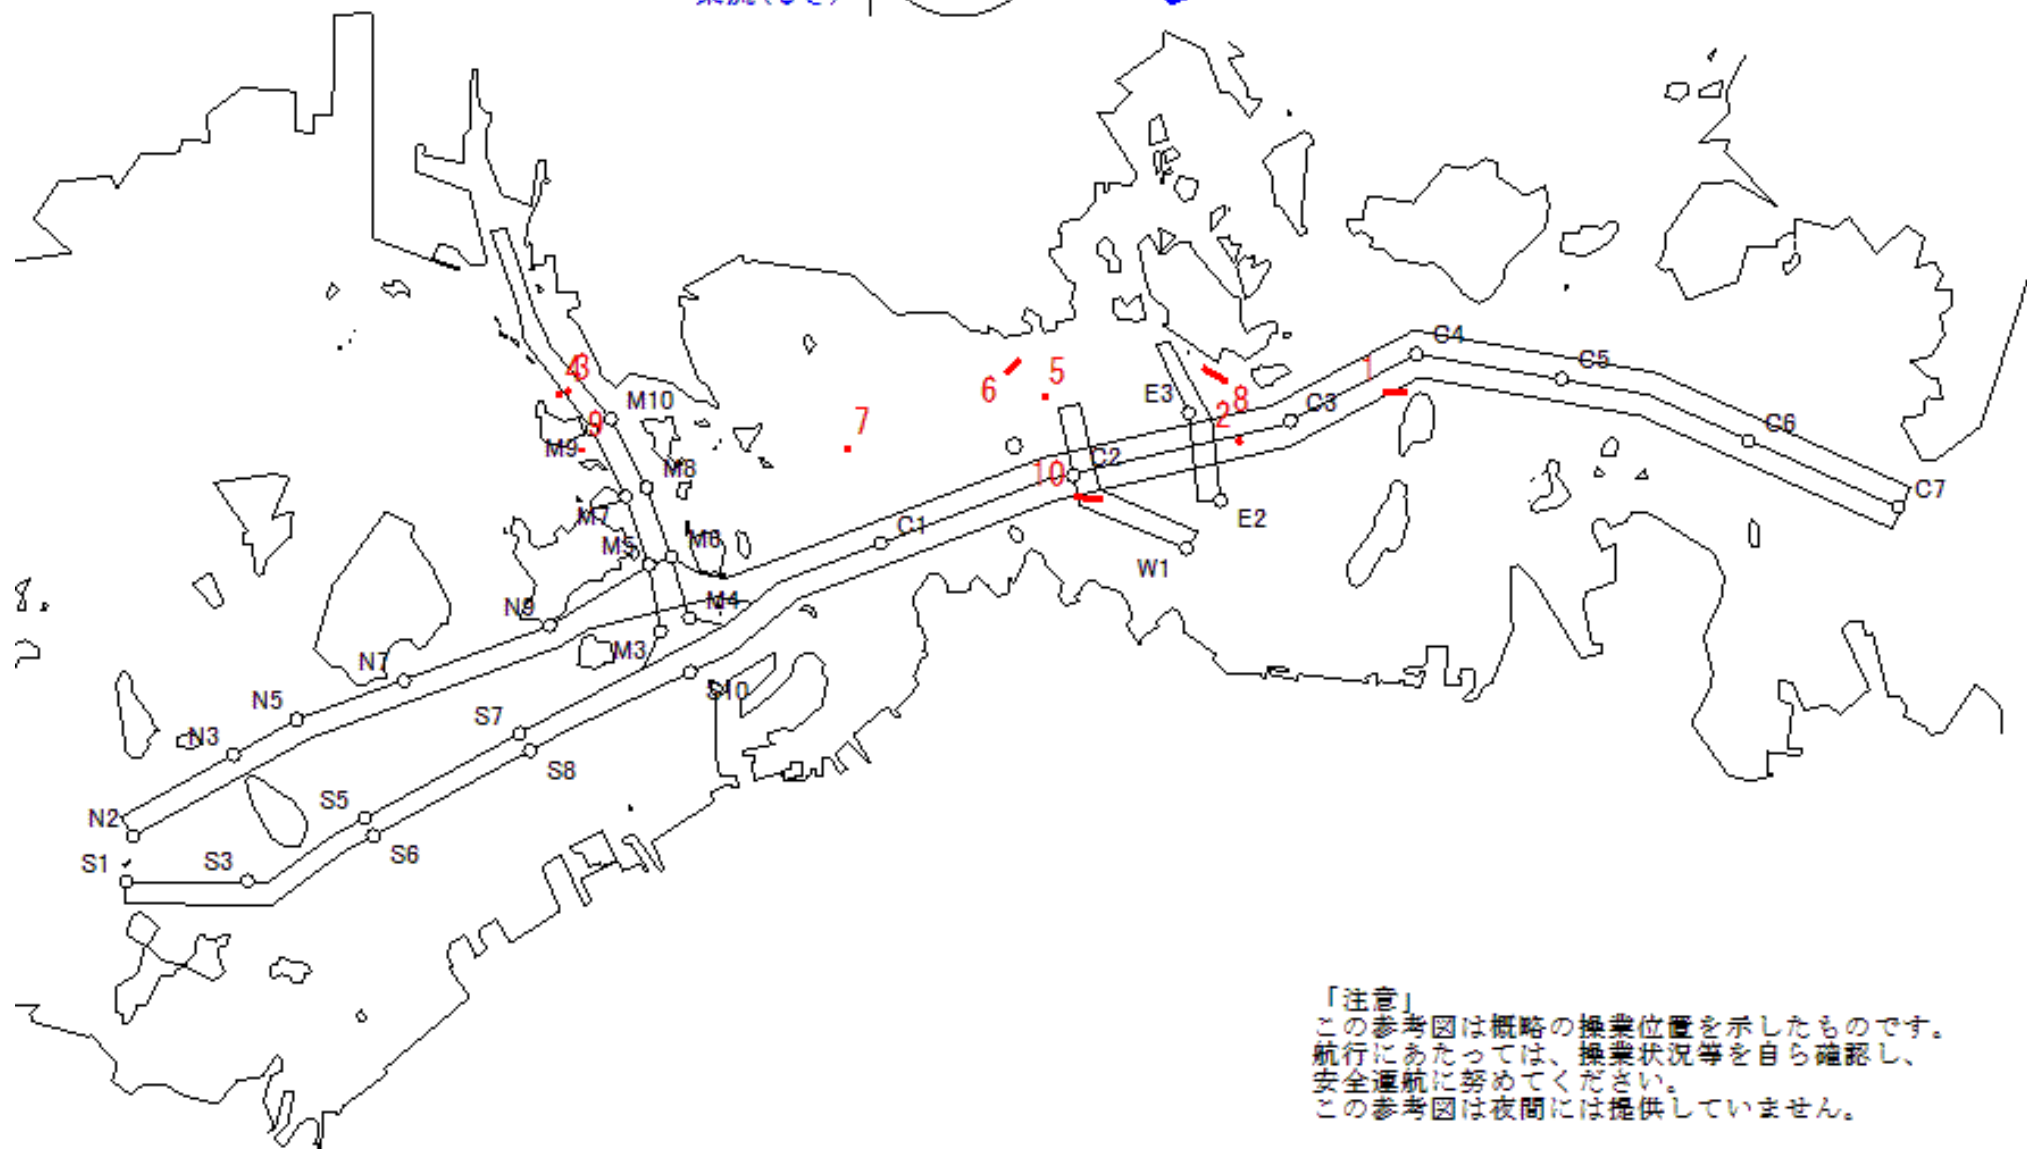 C4
C5
1
4
3
5
6
E3
M10
8
2
C3
9
7
C6
M9
C2
M8
10
C7
M7
E2
C1
M5
M6
W1
N9
M4
M3
N7
S10
N5
S7
N3
S8
S5
N2
S6
S1
S3
「注意」
この参考図は概略の操業位置を示したものです。
航行にあたっては、操業状況等を自ら確認し、
安全運航に努めてください。
この参考図は夜間には提供していません。